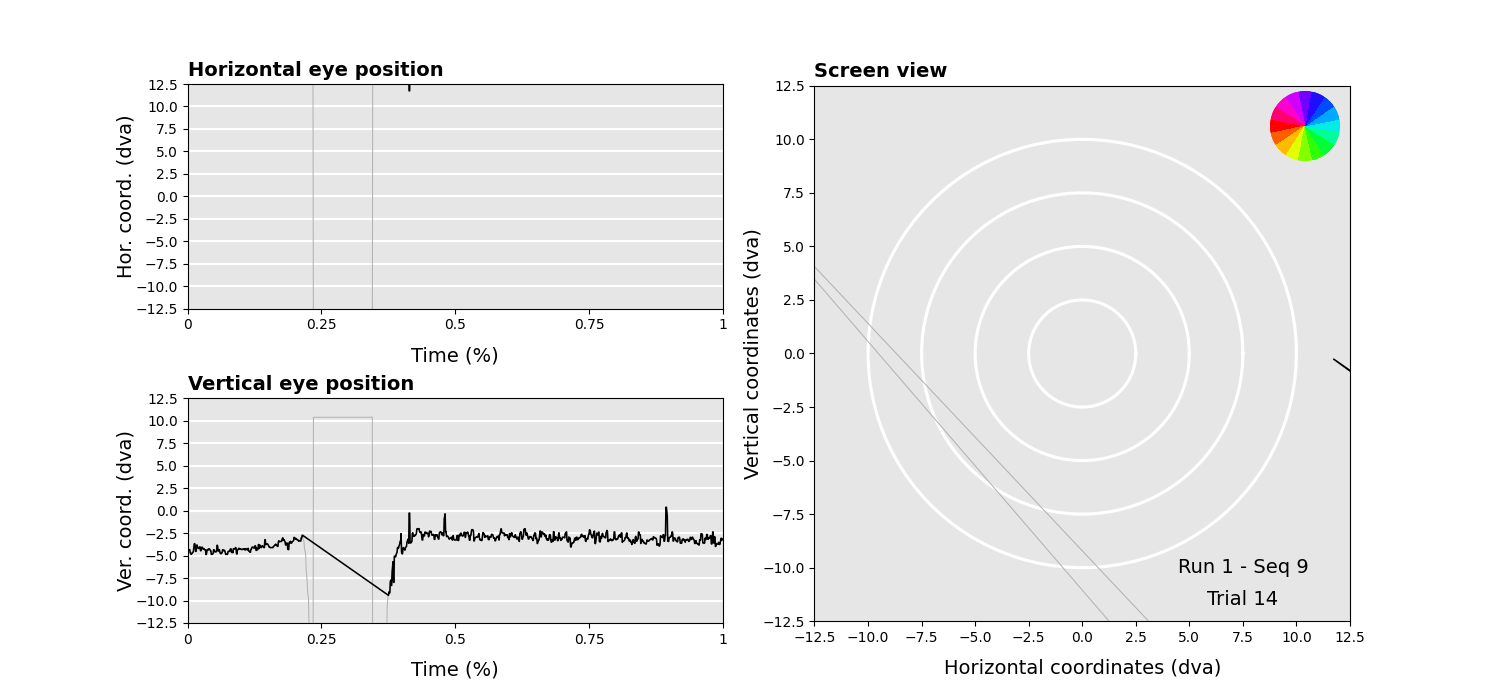 Horizontal eye position
12.5
10.0
7.5
5.0
2.5
0.0
−2.5
−5.0
−7.5
−10.0
−12.5
Hor. coord. (dva)
0 0.25 0.5 0.75 1
Time (%)
Vertical eye position
12.5
10.0
7.5
5.0
2.5
0.0
−2.5
−5.0
−7.5
−10.0
−12.5
Ver. coord. (dva)
0 0.25 0.5 0.75 1
Time (%)
Screen view
12.5
10.0
7.5
5.0
2.5
0.0
−2.5
−5.0
−7.5
−10.0
−12.5
Vertical coordinates (dva)
Run 1 - Seq 9
Trial 14
−12.5 −10.0 −7.5 −5.0 −2.5 0.0 2.5 5.0 7.5 10.0 12.5
Horizontal coordinates (dva)